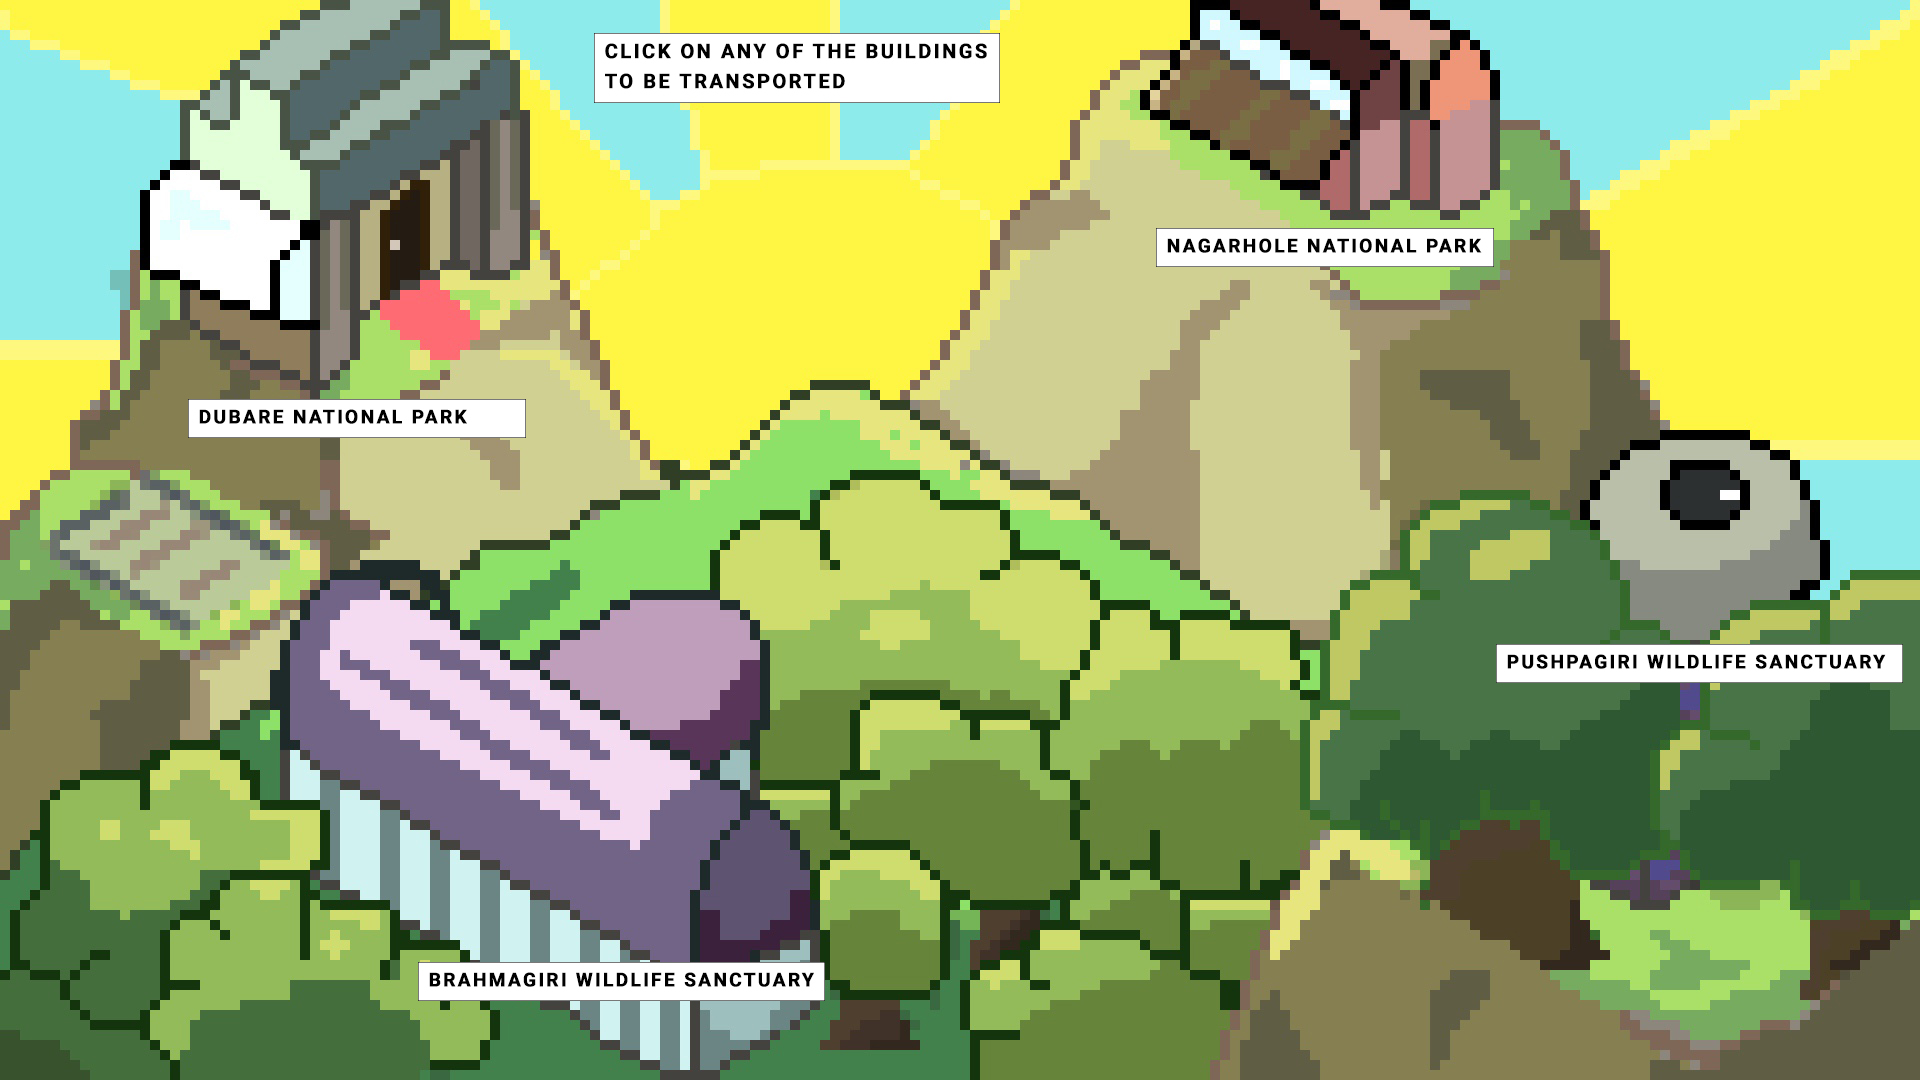 CLICK ON ANY OF THE BUILDINGS
TO BE TRANSPORTED
NAGARHOLE NATIONAL PARK
DUBARE NATIONAL PARK
PUSHPAGIRI WILDLIFE SANCTUARY
BRAHMAGIRI WILDLIFE SANCTUARY